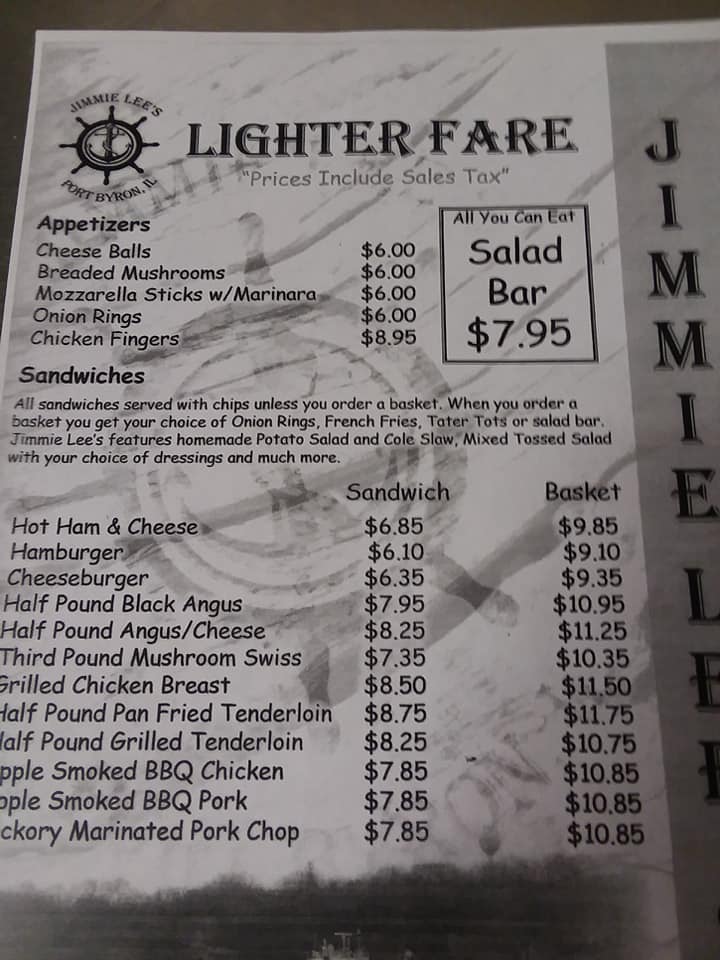 JIMMIE LEE'S
PORT BYRON, IL
LIGHTER FARE
"Prices Include Sales Tax"
Appetizers
Cheese Balls $6.00
Breaded Mushrooms $6.00
Mozzarella Sticks w/Marinara $6.00
Onion Rings $6.00
Chicken Fingers $8.95
All You Can Eat
Salad
Bar
$7.95
Sandwiches
All sandwiches served with chips unless you order a basket. When you order a
basket you get your choice of Onion Rings, French Fries, Tater Tots or salad bar.
Jimmie Lee's features homemade Potato Salad and Cole Slaw, Mixed Tossed Salad
with your choice of dressings and much more.
Sandwich Basket
Hot Ham & Cheese $6.85 $9.85
Hamburger $6.10 $9.10
Cheeseburger $6.35 $9.35
Half Pound Black Angus $7.95 $10.95
Half Pound Angus/Cheese $8.25 $11.25
Third Pound Mushroom Swiss $7.35 $10.35
Grilled Chicken Breast $8.50 $11.50
Half Pound Pan Fried Tenderloin $8.75 $11.75
Half Pound Grilled Tenderloin $8.25 $10.75
pple Smoked BBQ Chicken $7.85 $10.85
pple Smoked BBQ Pork $7.85 $10.85
ckory Marinated Pork Chop $7.85 $10.85
JIMMIE LEE